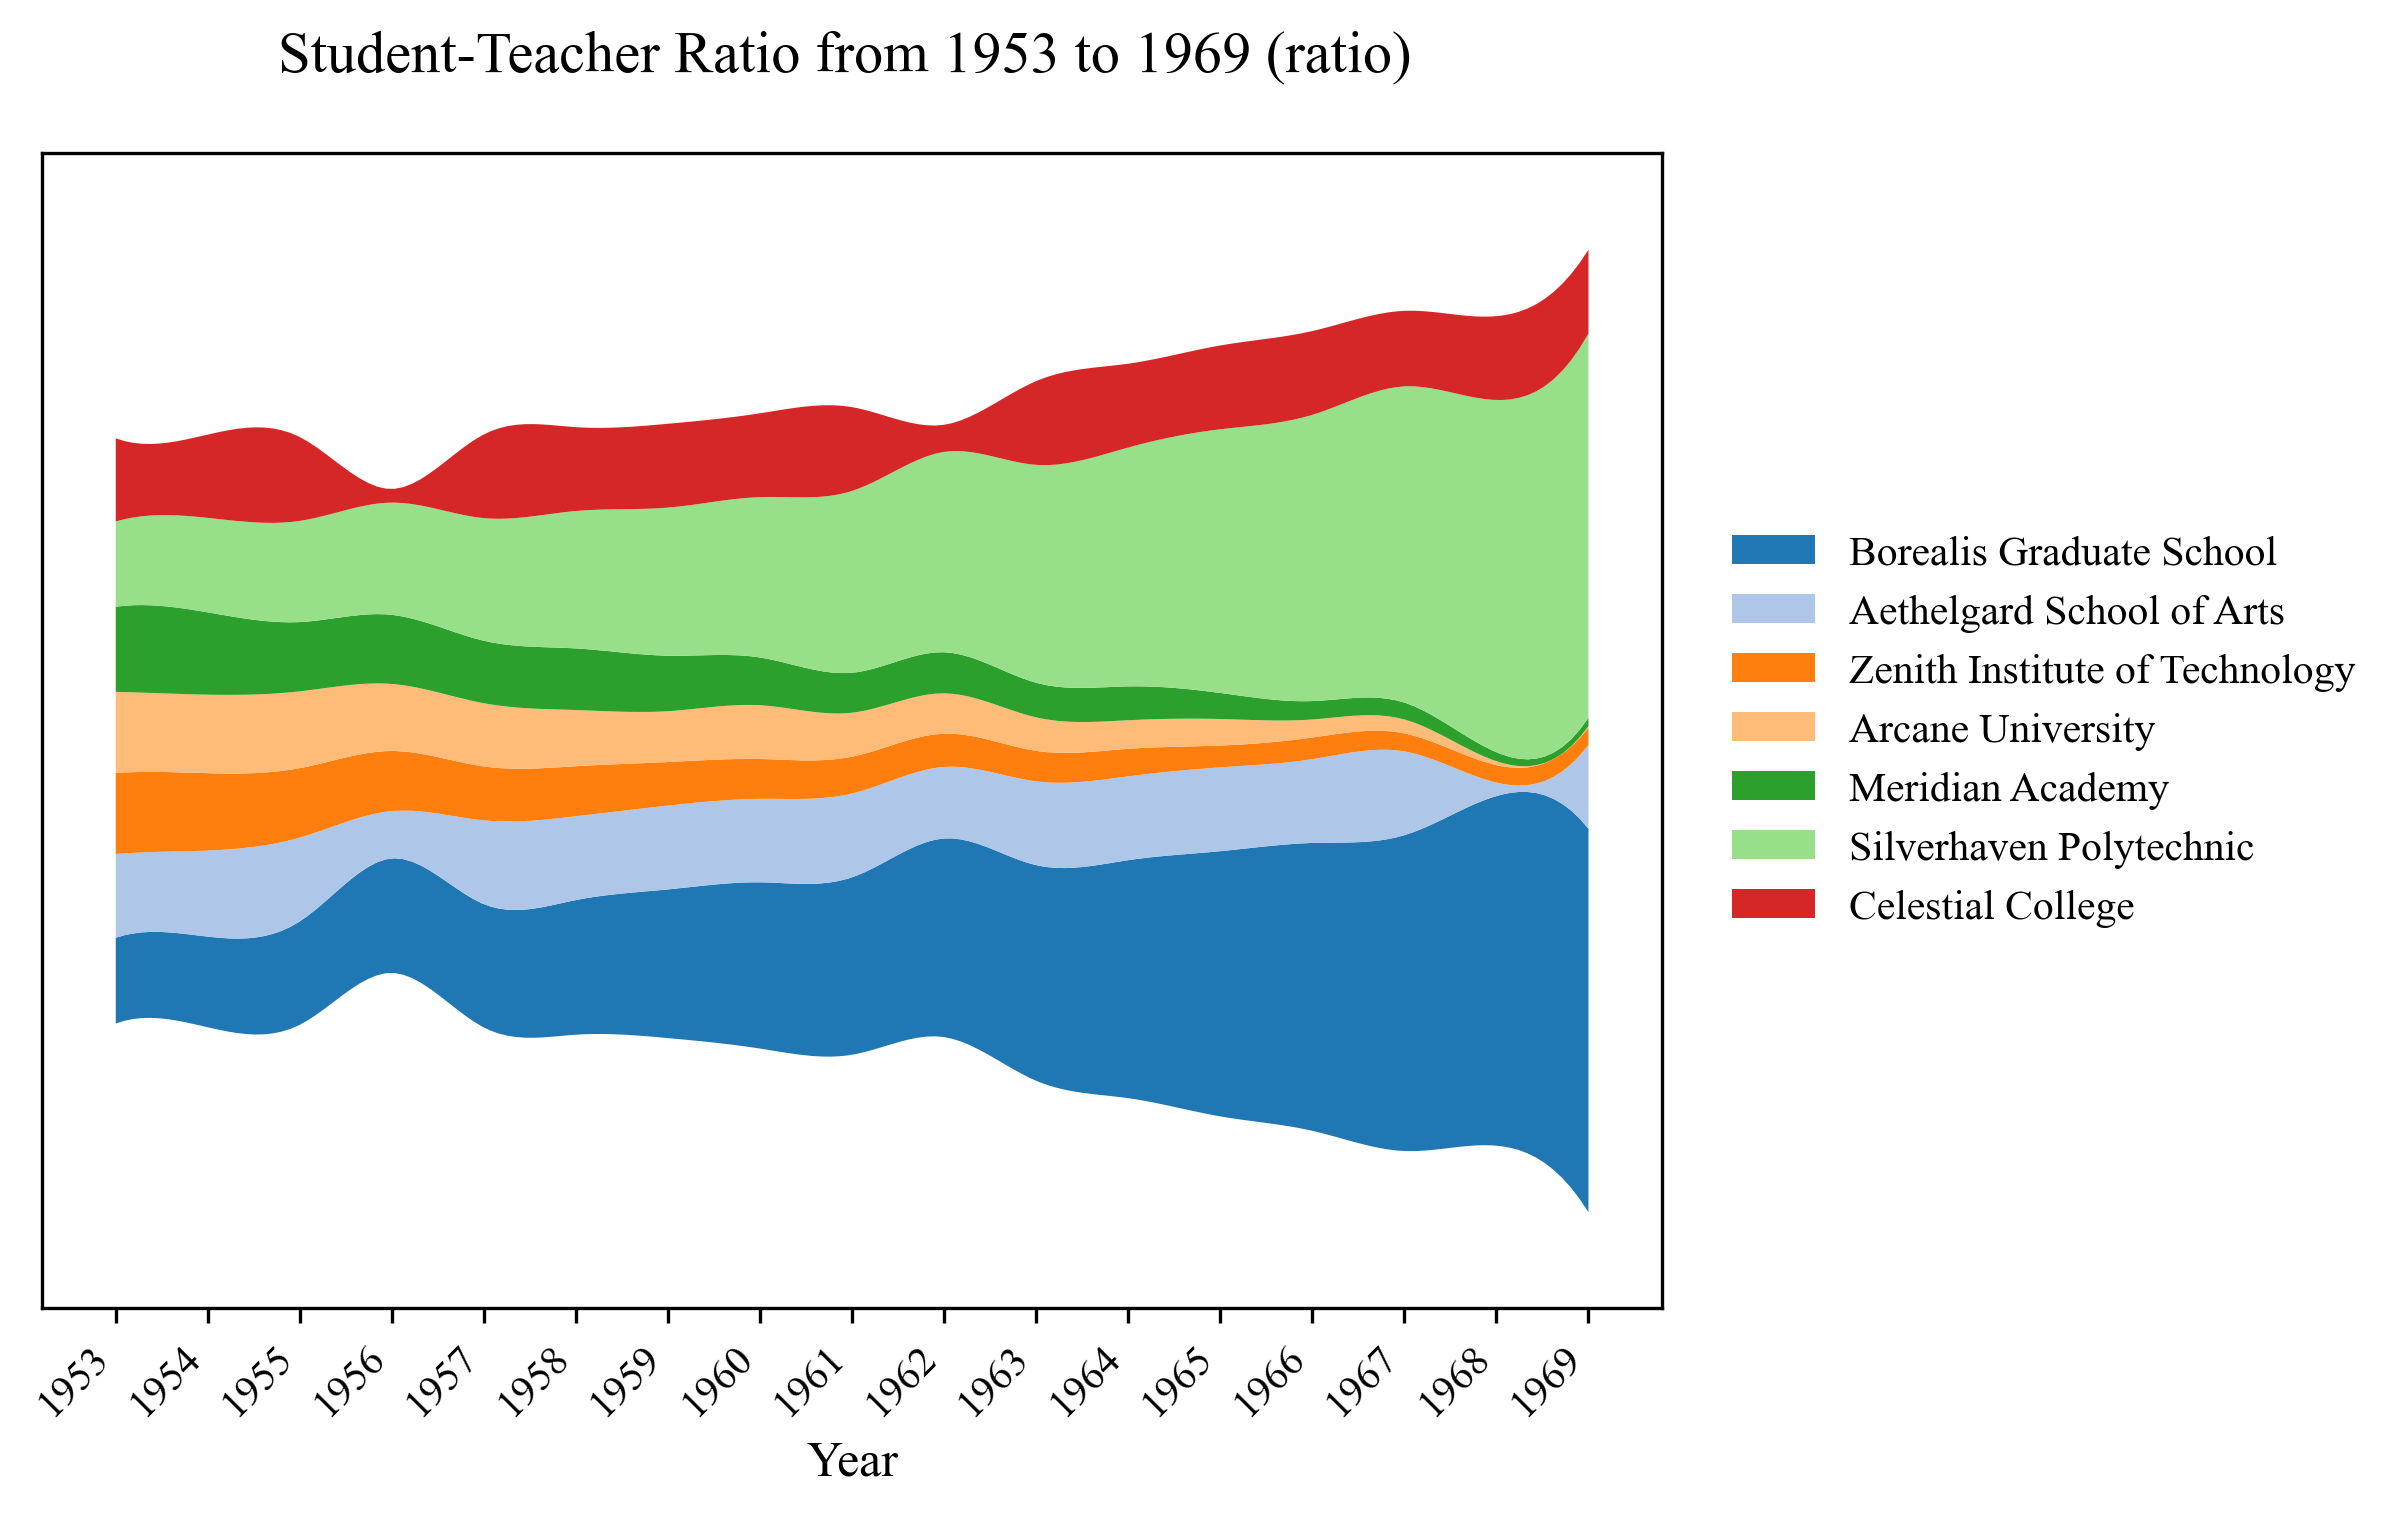 Student-Teacher Ratio from 1953 to 1969 (ratio)
Borealis Graduate School
Aethelgard School of Arts
Zenith Institute of Technology
Arcane University
Meridian Academy
Silverhaven Polytechnic
Celestial College
1953 1954 1955 1956 1957 1958 1959 1960 1961 1962 1963 1964 1965 1966 1967 1968 1969
Year